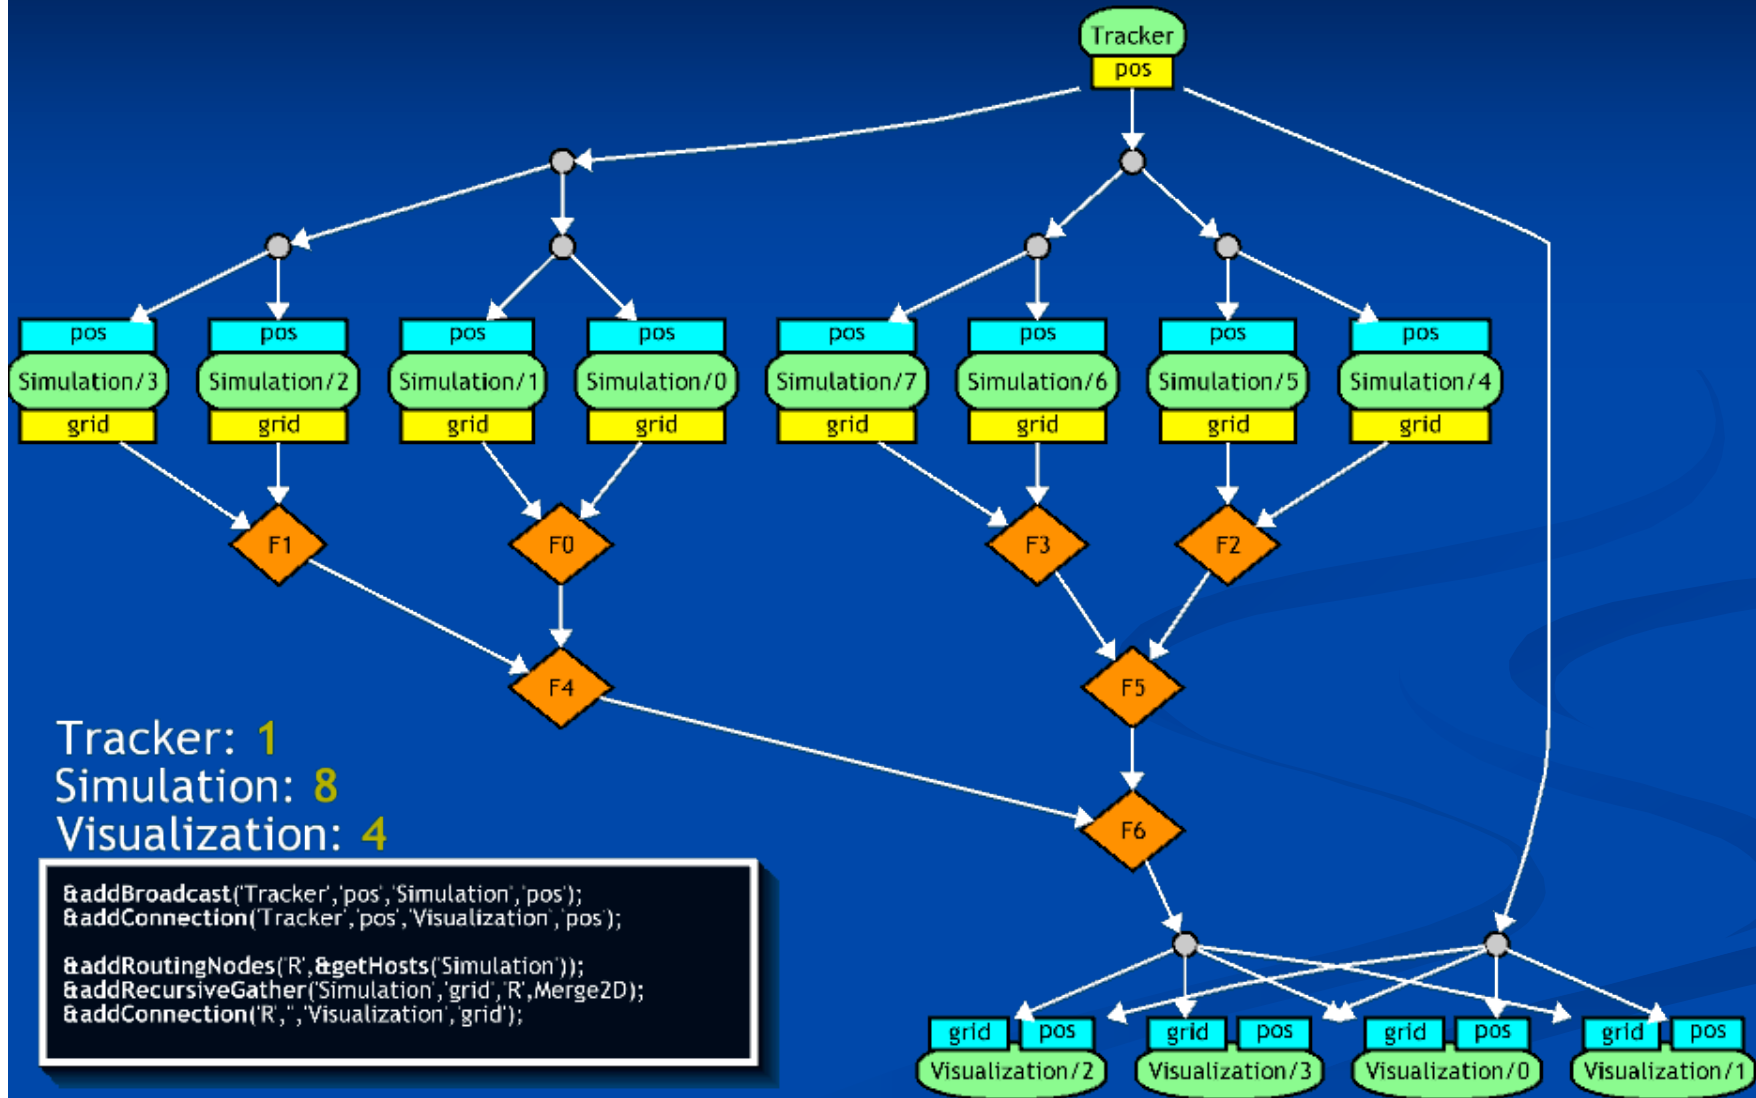 Tracker
pos
pos pos pos pos pos pos pos pos
Simulation/3 Simulation/2 Simulation/1 Simulation/0 Simulation/7 Simulation/6 Simulation/5 Simulation/4
grid grid grid grid grid grid grid grid
F1 F0 F3 F2
F4 F5
F6
Tracker: 1
Simulation: 8
Visualization: 4
&addBroadcast('Tracker','pos','Simulation','pos');
&addConnection('Tracker','pos','Visualization','pos');
&addRoutingNodes('R',&getHosts('Simulation'));
&addRecursiveGather('Simulation','grid','R',Merge2D);
&addConnection('R','','Visualization','grid');
grid pos grid pos grid pos grid pos
Visualization/2 Visualization/3 Visualization/0 Visualization/1